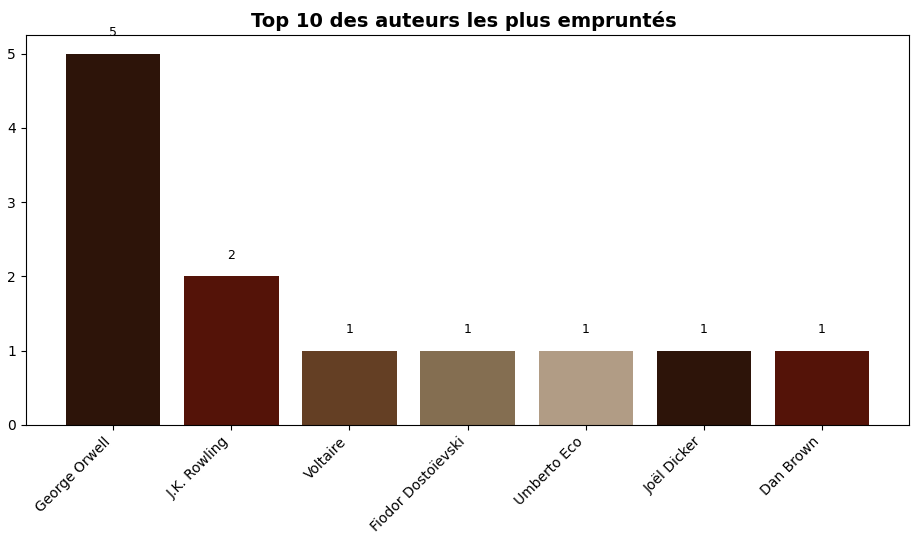 Top 10 des auteurs les plus empruntés
5
5
4
3
2
2
1
1
1
1
1
1
0
George Orwell
J.K. Rowling
Voltaire
Fiodor Dostoïevski
Umberto Eco
Joël Dicker
Dan Brown